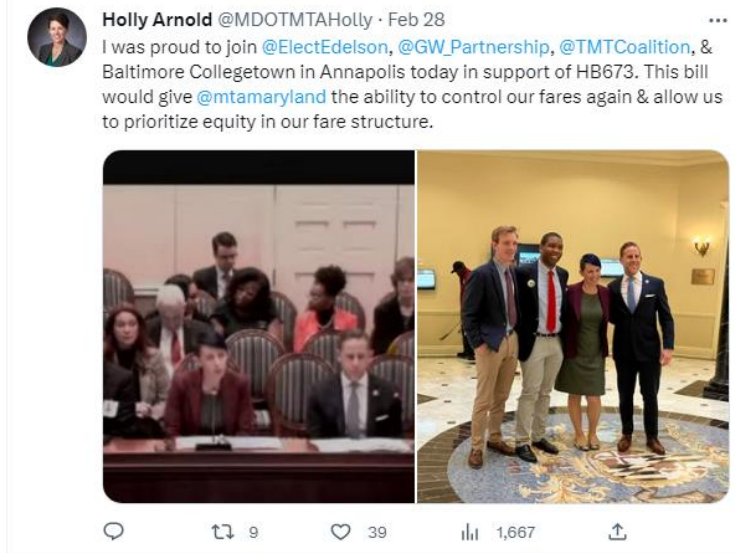 Holly Arnold @MDOTMTAHolly · Feb 28
I was proud to join @ElectEdelson, @GW_Partnership, @TMTCoalition, &
Baltimore Collegetown in Annapolis today in support of HB673. This bill
would give @mtamaryland the ability to control our fares again & allow us
to prioritize equity in our fare structure.
9 39 1,667